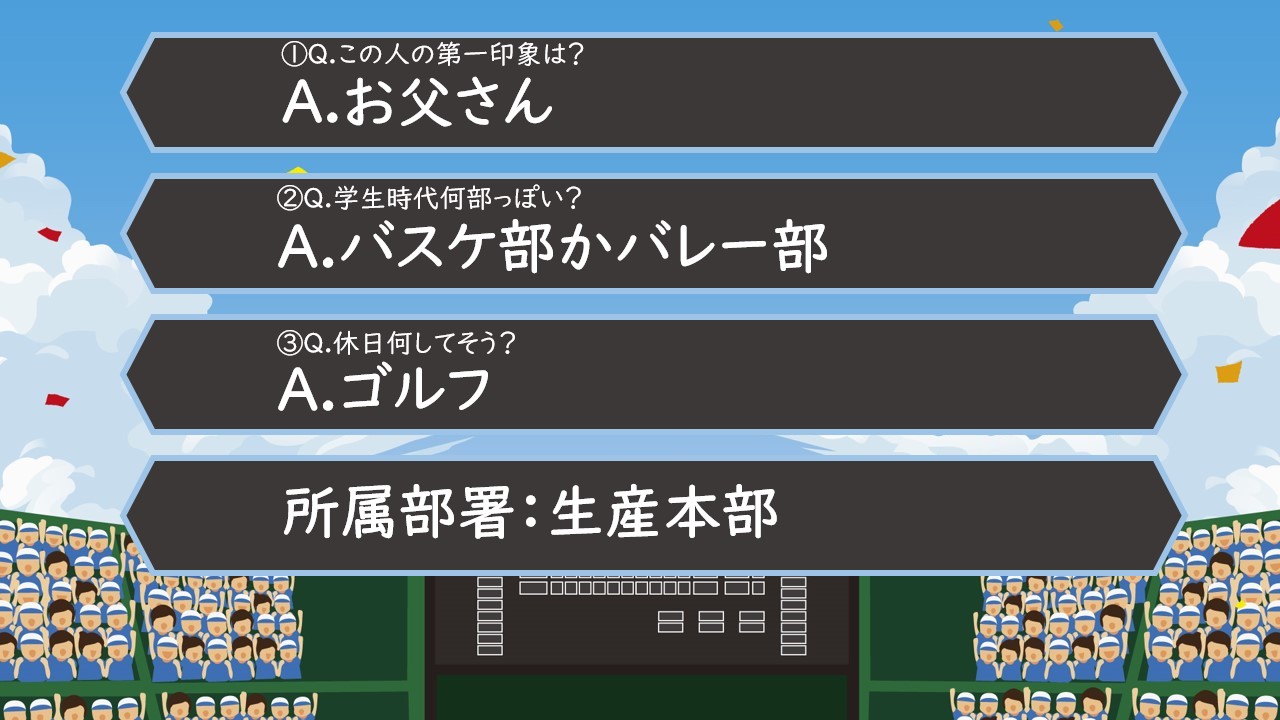 ①Q.この人の第一印象は？
A.お父さん
②Q.学生時代何部っぽい？
A.バスケ部かバレー部
③Q.休日何してそう？
A.ゴルフ
所属部署：生産本部